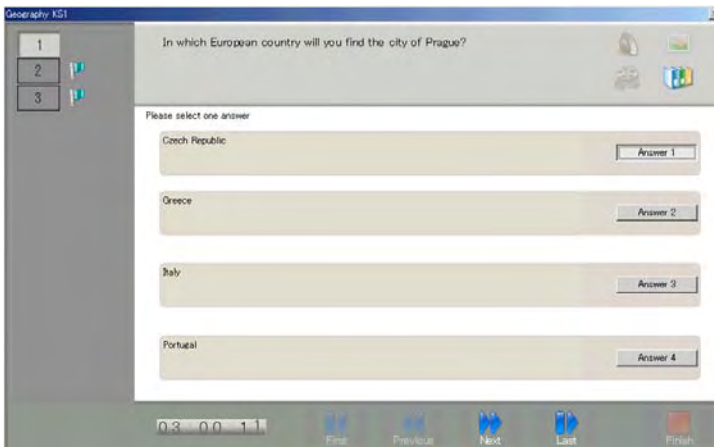 Geography KS1
1
2
3
In which European country will you find the city of Prague?
Please select one answer
Czech Republic
Answer 1
Greece
Answer 2
Italy
Answer 3
Portugal
Answer 4
03 00 11
First
Previous
Next
Last
Finish